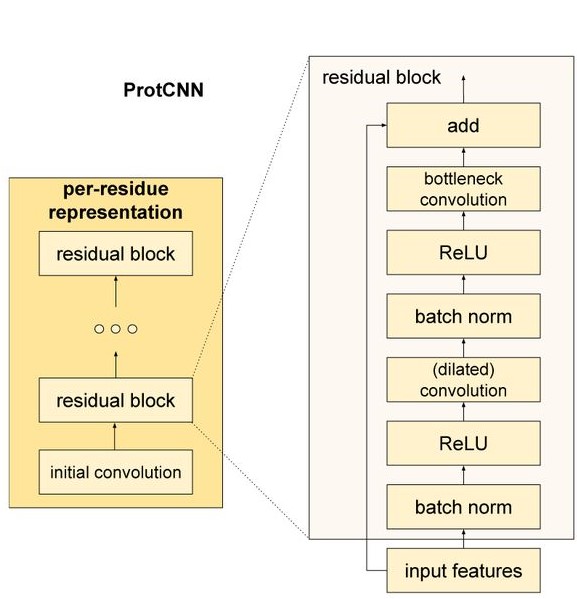 ProtCNN
per-residue
representation
residual block
residual block
initial convolution
residual block
add
bottleneck
convolution
ReLU
batch norm
(dilated)
convolution
ReLU
batch norm
input features